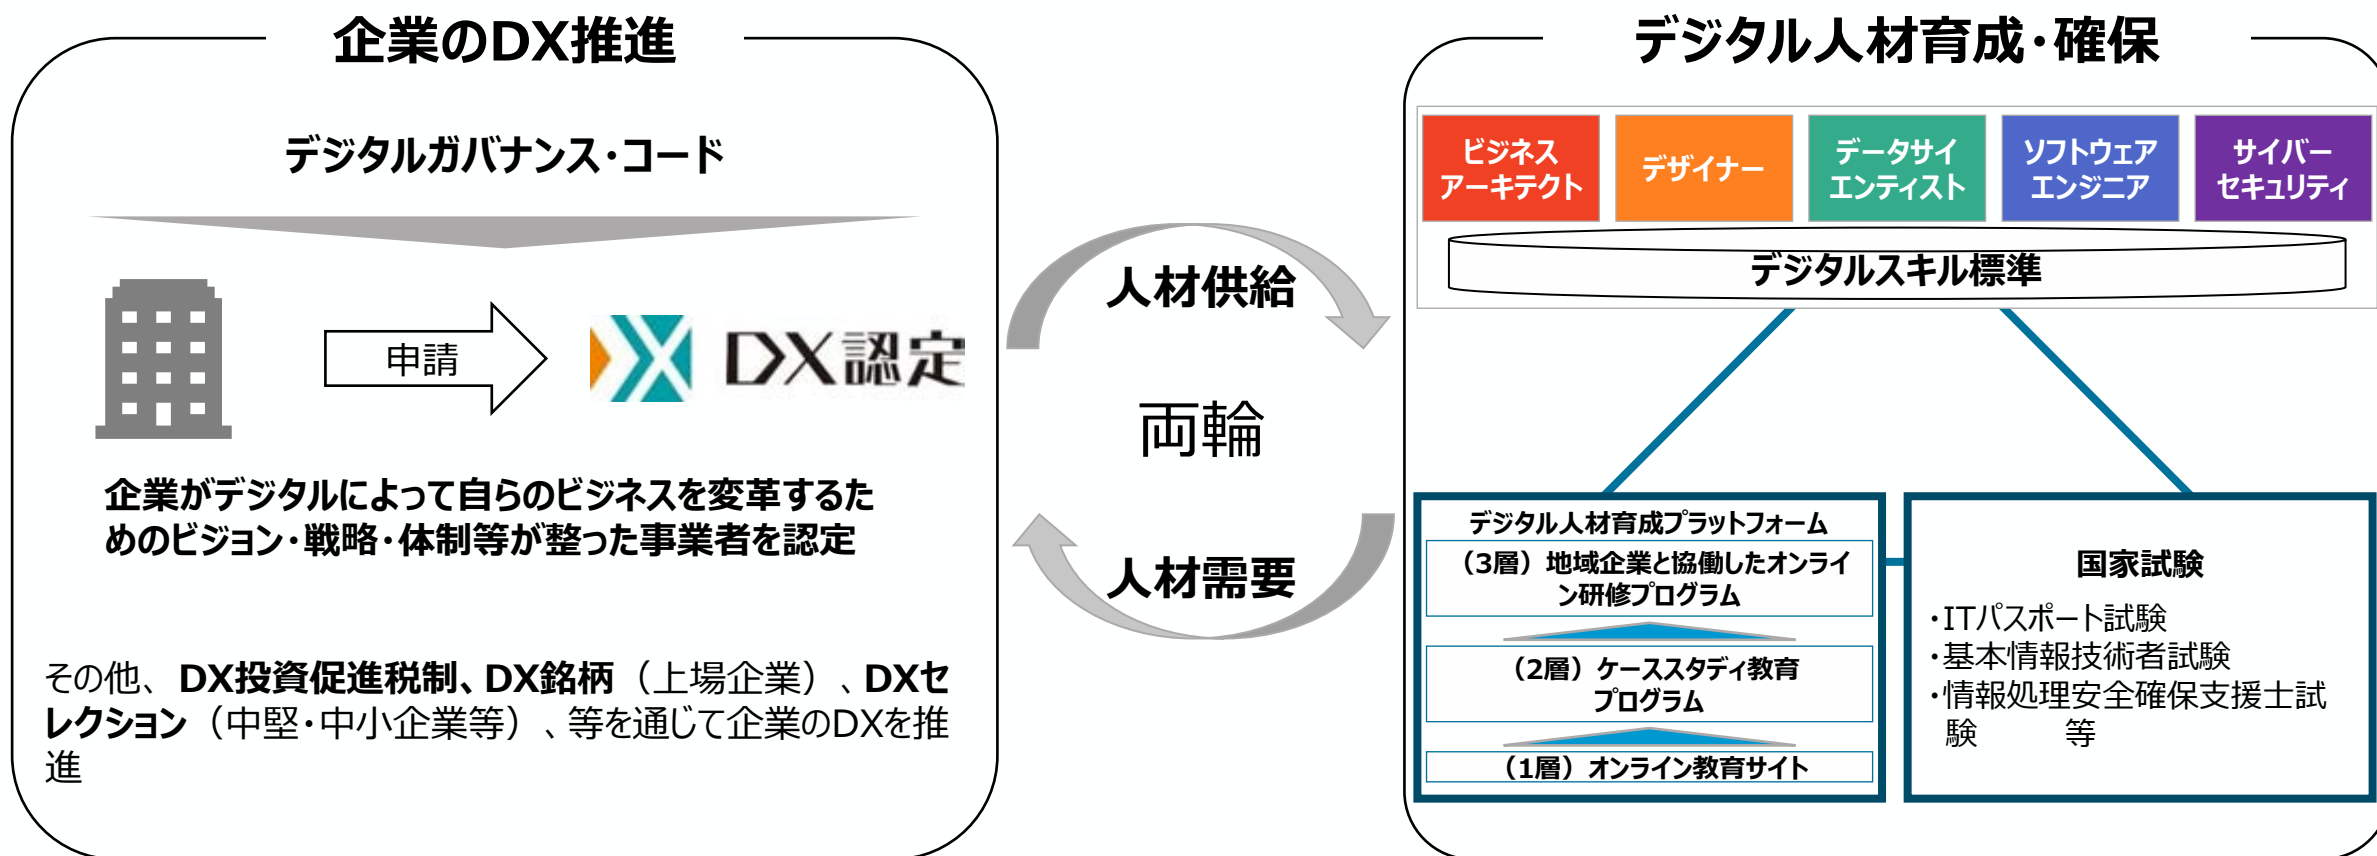 企業のDX推進
デジタルガバナンス・コード
申請
DX認定
企業がデジタルによって自らのビジネスを変革するた
めのビジョン・戦略・体制等が整った事業者を認定
その他、DX投資促進税制、DX銘柄（上場企業）、DXセ
レクション（中堅・中小企業等）、等を通じて企業のDXを推
進
人材供給
両輪
人材需要
デジタル人材育成・確保
ビジネス
アーキテクト
デザイナー
データサイ
エンティスト
ソフトウェア
エンジニア
サイバー
セキュリティ
デジタルスキル標準
デジタル人材育成プラットフォーム
（3層）地域企業と協働したオンライ
ン研修プログラム
（2層）ケーススタディ教育
プログラム
（1層）オンライン教育サイト
国家試験
・ITパスポート試験
・基本情報技術者試験
・情報処理安全確保支援士試
験　　　等